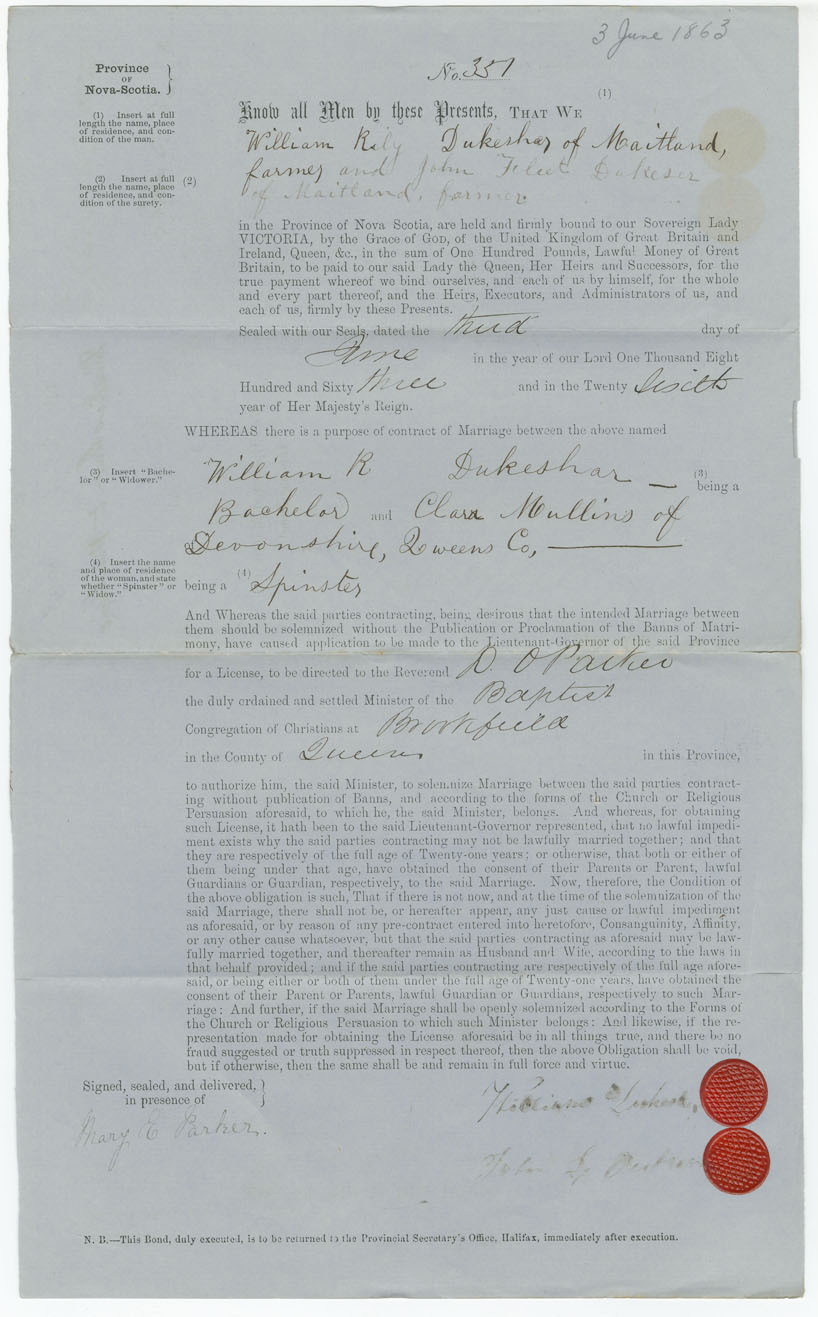 3 June 1863
Province
OF
Nova-Scotia.
No. 351
(1)
(1) Insert at full
length the name, place
of residence, and con-
dition of the man.
Know all Men by these Presents, THAT WE
William Rily Dukeshar of Maitland,
(2) Insert at full
length the name, place
of residence, and con-
dition of the surety.
(2)
farmer and John Fleet Dukeser
of Maitland, farmer
in the Province of Nova Scotia, are held and firmly bound to our Sovereign Lady
VICTORIA, by the Grace of GOD, of the United Kingdom of Great Britain and
Ireland, Queen, &c., in the sum of One Hundred Pounds, Lawful Money of Great
Britain, to be paid to our said Lady the Queen, Her Heirs and Successors, for the
true payment whereof we bind ourselves, and each of us by himself, for the whole
and every part thereof, and the Heirs, Executors, and Administrators of us, and
each of us, firmly by these Presents.
Sealed with our Seals, dated the third day of
June in the year of our Lord One Thousand Eight
Hundred and Sixty three and in the Twenty Sixth
year of Her Majesty's Reign.
WHEREAS there is a purpose of contract of Marriage between the above named
(3) Insert "Bache-
lor" or "Widower."
William R Dukeshar — (3)
being a
Bachelor and Clara Mullins of
Devonshire, Queens Co, —
(4) Insert the name
and place of residence
of the woman, and state
whether "Spinster" or
"Widow."
being a (4) Spinster
And Whereas the said parties contracting, being desirous that the intended Marriage between
them should be solemnized without the Publication or Proclamation of the Banns of Matri-
mony, have caused application to be made to the Lieutenant-Governor of the said Province
for a License, to be directed to the Reverend D. O Parker
the duly ordained and settled Minister of the Baptist
Congregation of Christians at Brookfield
in the County of Queens in this Province,
to authorize him, the said Minister, to solemnize Marriage between the said parties contract-
ing without publication of Banns, and according to the forms of the Church or Religious
Persuasion aforesaid, to which he, the said Minister, belongs. And whereas, for obtaining
such License, it hath been to the said Lieutenant-Governor represented, that no lawful impedi-
ment exists why the said parties contracting may not be lawfully married together; and that
they are respectively of the full age of Twenty-one years; or otherwise, that both or either of
them being under that age, have obtained the consent of their Parents or Parent, lawful
Guardians or Guardian, respectively, to the said Marriage. Now, therefore, the Condition of
the above obligation is such, That if there is not now, and at the time of the solemnization of the
said Marriage, there shall not be, or hereafter appear, any just cause or lawful impediment
as aforesaid, or by reason of any pre-contract entered into heretofore, Consanguinity, Affinity,
or any other cause whatsoever, but that the said parties contracting as aforesaid may be law-
fully married together, and thereafter remain as Husband and Wife, according to the laws in
that behalf provided; and if the said parties contracting are respectively of the full age afore-
said, or being either or both of them under the full age of Twenty-one years, have obtained the
consent of their Parent or Parents, lawful Guardian or Guardians, respectively to such Mar-
riage: And further, if the said Marriage shall be openly solemnized according to the Forms of
the Church or Religious Persuasion to which such Minister belongs: And likewise, if the re-
presentation made for obtaining the License aforesaid be in all things true, and there be no
fraud suggested or truth suppressed in respect thereof, then the above Obligation shall be void,
but if otherwise, then the same shall be and remain in full force and virtue.
Signed, sealed, and delivered,
in presence of
William
Mary E Parker.
John
N. B.—This Bond, duly executed, is to be returned to the Provincial Secretary's Office, Halifax, immediately after execution.